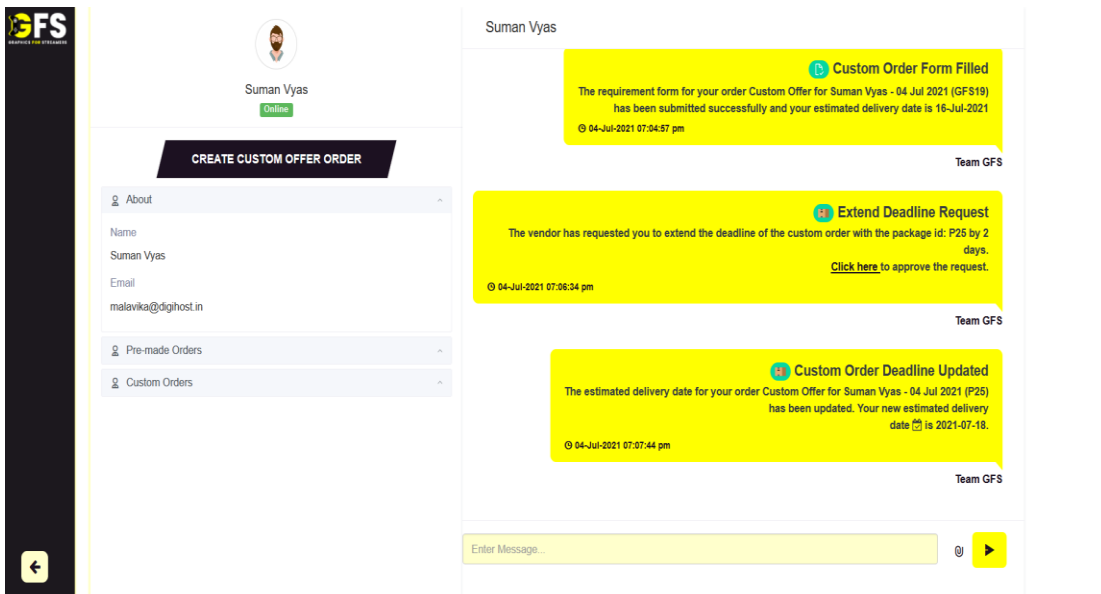 GFS
GRAPHICS FOR STREAMERS
Suman Vyas
Online
CREATE CUSTOM OFFER ORDER
About
Name
Suman Vyas
Email
malavika@digihost.in
Pre-made Orders
Custom Orders
Suman Vyas
Custom Order Form Filled
The requirement form for your order Custom Offer for Suman Vyas - 04 Jul 2021 (GFS19)
has been submitted successfully and your estimated delivery date is 16-Jul-2021
04-Jul-2021 07:04:57 pm
Team GFS
Extend Deadline Request
The vendor has requested you to extend the deadline of the custom order with the package id: P25 by 2
days.
Click here to approve the request.
04-Jul-2021 07:06:34 pm
Team GFS
Custom Order Deadline Updated
The estimated delivery date for your order Custom Offer for Suman Vyas - 04 Jul 2021 (P25)
has been updated. Your new estimated delivery
date is 2021-07-18.
04-Jul-2021 07:07:44 pm
Team GFS
Enter Message...